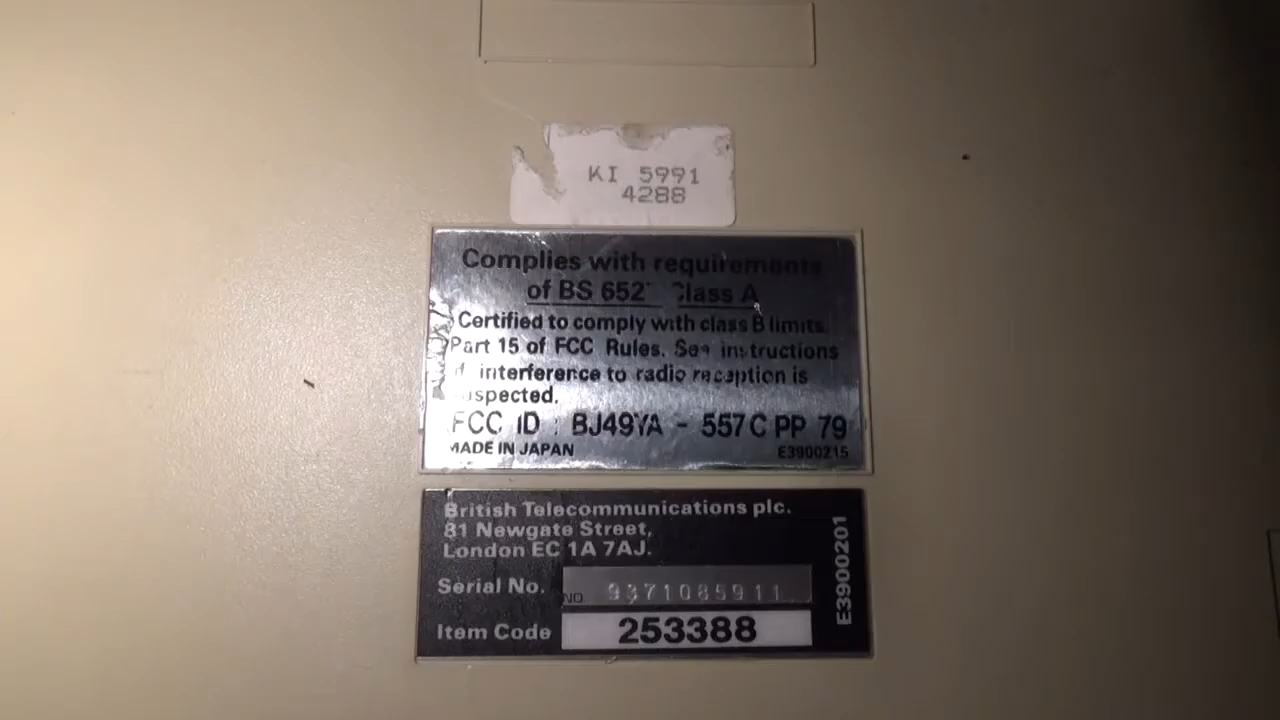 KI 5991
4288
Complies with requirements
of BS 652 Class A
Certified to comply with class B limits.
Part 15 of FCC Rules. See instructions
if interference to radio reception is
suspected.
FCC ID : BJ49YA - 557C PP 79
MADE IN JAPAN E3900215
British Telecommunications plc.
81 Newgate Street,
London EC 1A 7AJ.
Serial No. NO. 9371085911
Item Code 253388
E3900201